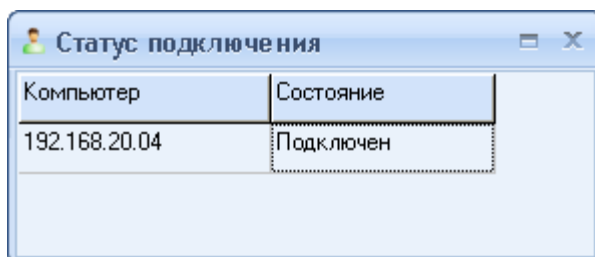 Статус подключения
Компьютер Состояние
192.168.20.04 Подключен